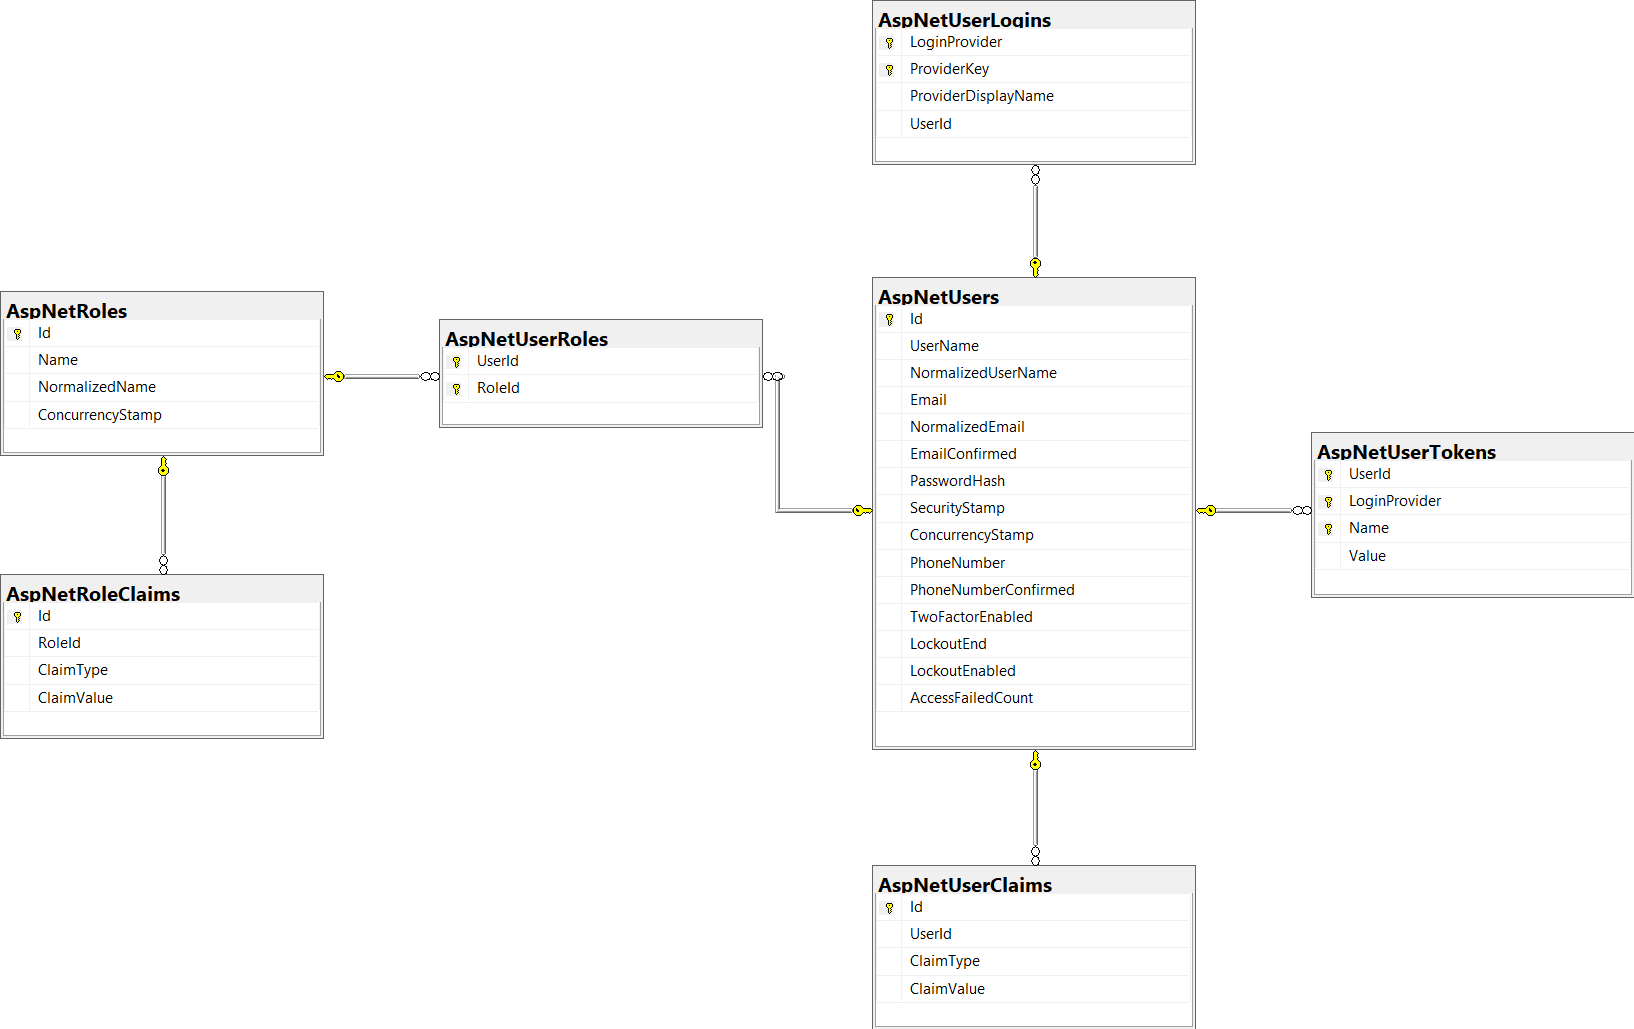 AspNetUserLogins
LoginProvider
ProviderKey
ProviderDisplayName
UserId
AspNetRoles
Id
Name
NormalizedName
ConcurrencyStamp
AspNetUserRoles
UserId
RoleId
AspNetUsers
Id
UserName
NormalizedUserName
Email
NormalizedEmail
EmailConfirmed
PasswordHash
SecurityStamp
ConcurrencyStamp
PhoneNumber
PhoneNumberConfirmed
TwoFactorEnabled
LockoutEnd
LockoutEnabled
AccessFailedCount
AspNetUserTokens
UserId
LoginProvider
Name
Value
AspNetRoleClaims
Id
RoleId
ClaimType
ClaimValue
AspNetUserClaims
Id
UserId
ClaimType
ClaimValue